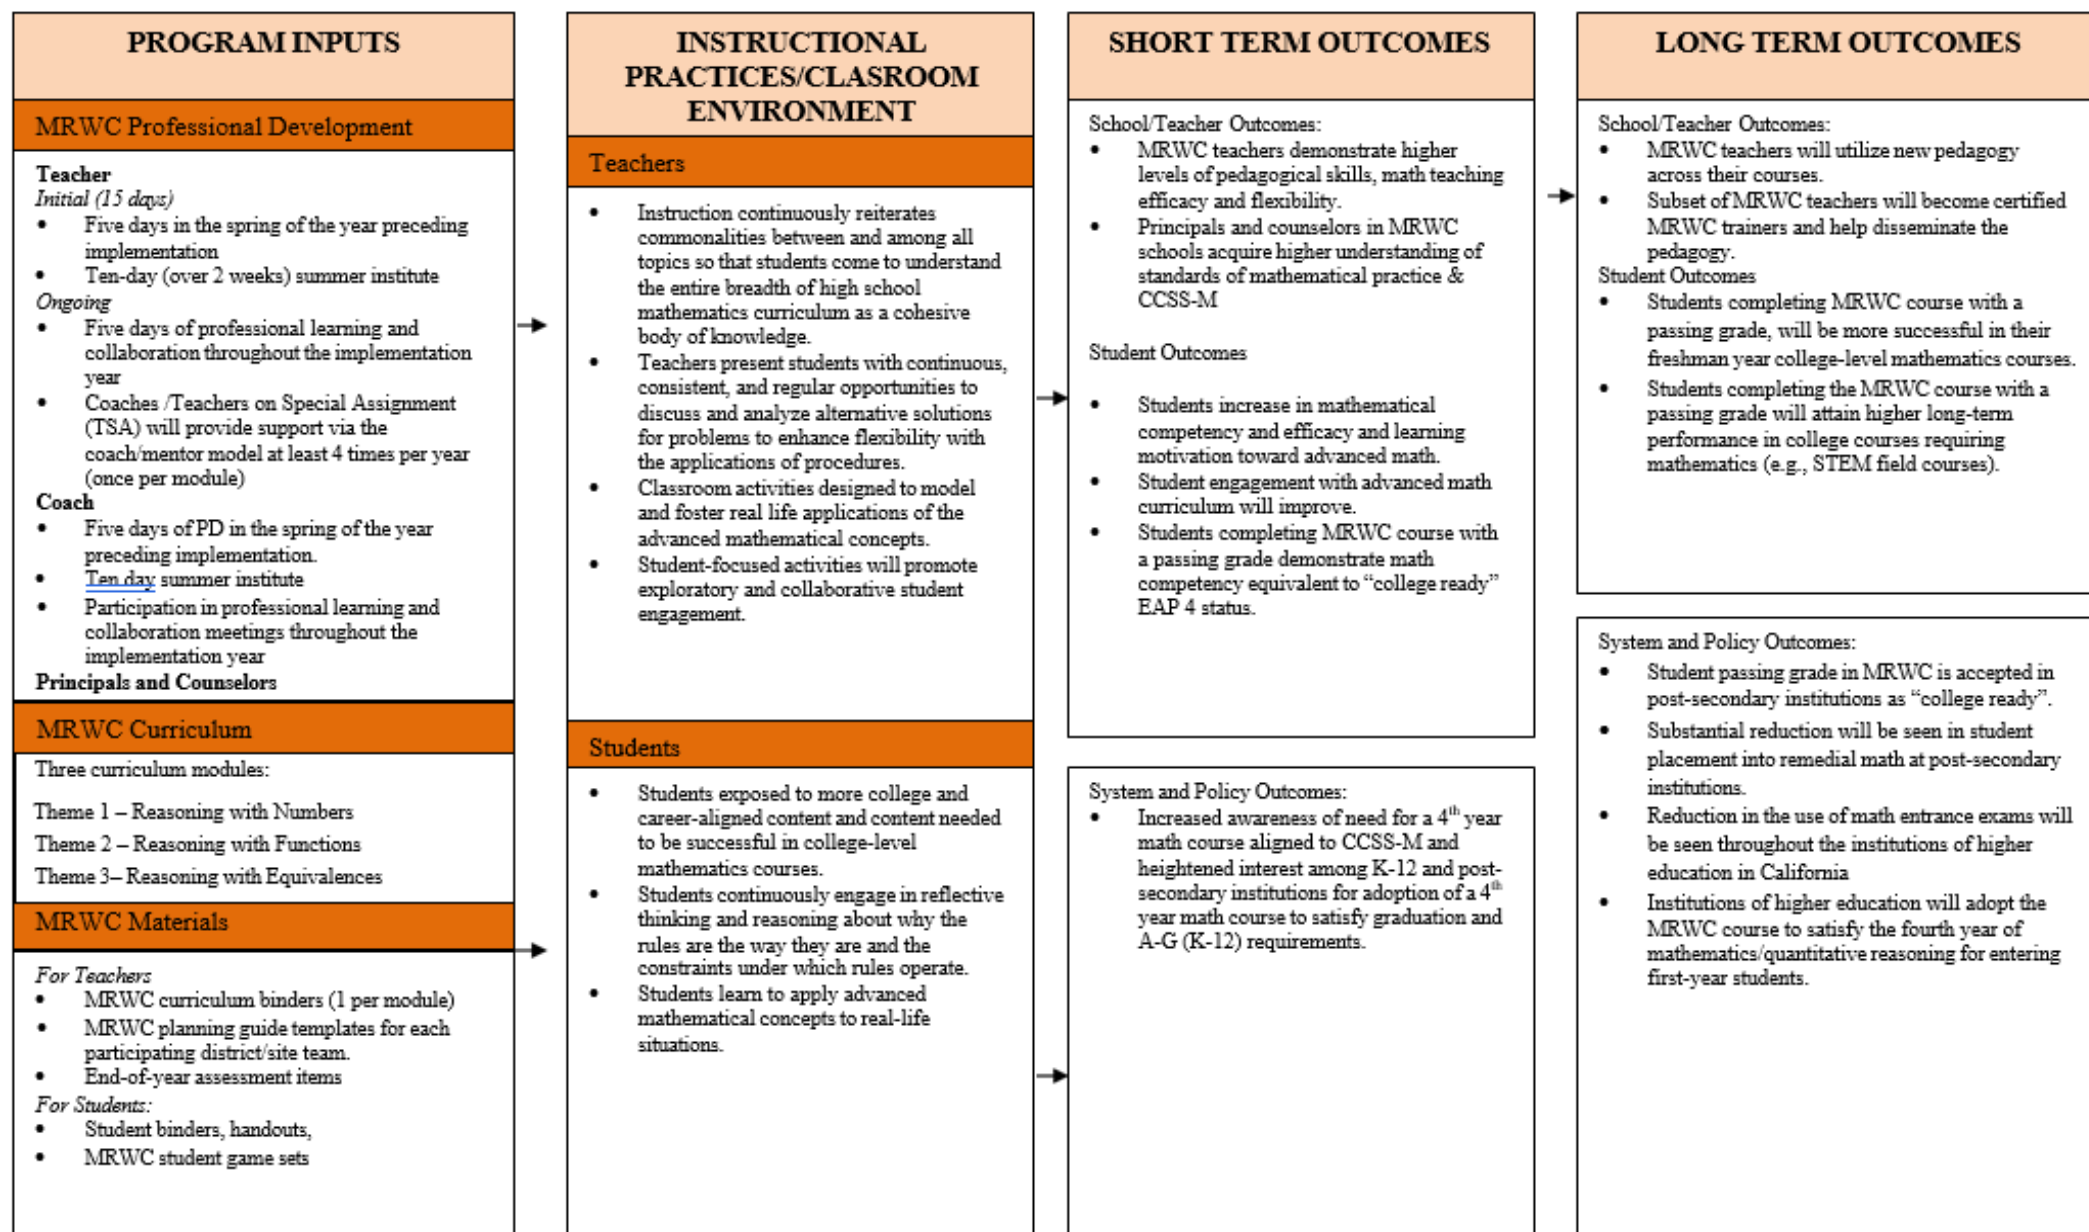 PROGRAM INPUTS
MRWC Professional Development
Teacher
Initial (15 days)
• Five days in the spring of the year preceding
implementation
• Ten-day (over 2 weeks) summer institute
Ongoing
• Five days of professional learning and
collaboration throughout the implementation
year
• Coaches /Teachers on Special Assignment
(TSA) will provide support via the
coach/mentor model at least 4 times per year
(once per module)
Coach
• Five days of PD in the spring of the year
preceding implementation.
• Ten day summer institute
• Participation in professional learning and
collaboration meetings throughout the
implementation year
Principals and Counselors
MRWC Curriculum
Three curriculum modules:
Theme 1 – Reasoning with Numbers
Theme 2 – Reasoning with Functions
Theme 3– Reasoning with Equivalences
MRWC Materials
For Teachers
• MRWC curriculum binders (1 per module)
• MRWC planning guide templates for each
participating district/site team.
• End-of-year assessment items
For Students:
• Student binders, handouts,
• MRWC student game sets
INSTRUCTIONAL
PRACTICES/CLASROOM
ENVIRONMENT
Teachers
• Instruction continuously reiterates
commonalities between and among all
topics so that students come to understand
the entire breadth of high school
mathematics curriculum as a cohesive
body of knowledge.
• Teachers present students with continuous,
consistent, and regular opportunities to
discuss and analyze alternative solutions
for problems to enhance flexibility with
the applications of procedures.
• Classroom activities designed to model
and foster real life applications of the
advanced mathematical concepts.
• Student-focused activities will promote
exploratory and collaborative student
engagement.
Students
• Students exposed to more college and
career-aligned content and content needed
to be successful in college-level
mathematics courses.
• Students continuously engage in reflective
thinking and reasoning about why the
rules are the way they are and the
constraints under which rules operate.
• Students learn to apply advanced
mathematical concepts to real-life
situations.
SHORT TERM OUTCOMES
School/Teacher Outcomes:
• MRWC teachers demonstrate higher
levels of pedagogical skills, math teaching
efficacy and flexibility.
• Principals and counselors in MRWC
schools acquire higher understanding of
standards of mathematical practice &
CCSS-M
Student Outcomes
• Students increase in mathematical
competency and efficacy and learning
motivation toward advanced math.
• Student engagement with advanced math
curriculum will improve.
• Students completing MRWC course with
a passing grade demonstrate math
competency equivalent to “college ready”
EAP 4 status.
System and Policy Outcomes:
• Increased awareness of need for a 4th year
math course aligned to CCSS-M and
heightened interest among K-12 and post-
secondary institutions for adoption of a 4th
year math course to satisfy graduation and
A-G (K-12) requirements.
LONG TERM OUTCOMES
School/Teacher Outcomes:
• MRWC teachers will utilize new pedagogy
across their courses.
• Subset of MRWC teachers will become certified
MRWC trainers and help disseminate the
pedagogy.
Student Outcomes
• Students completing MRWC course with a
passing grade, will be more successful in their
freshman year college-level mathematics courses.
• Students completing the MRWC course with a
passing grade will attain higher long-term
performance in college courses requiring
mathematics (e.g., STEM field courses).
System and Policy Outcomes:
• Student passing grade in MRWC is accepted in
post-secondary institutions as “college ready”.
• Substantial reduction will be seen in student
placement into remedial math at post-secondary
institutions.
• Reduction in the use of math entrance exams will
be seen throughout the institutions of higher
education in California
• Institutions of higher education will adopt the
MRWC course to satisfy the fourth year of
mathematics/quantitative reasoning for entering
first-year students.